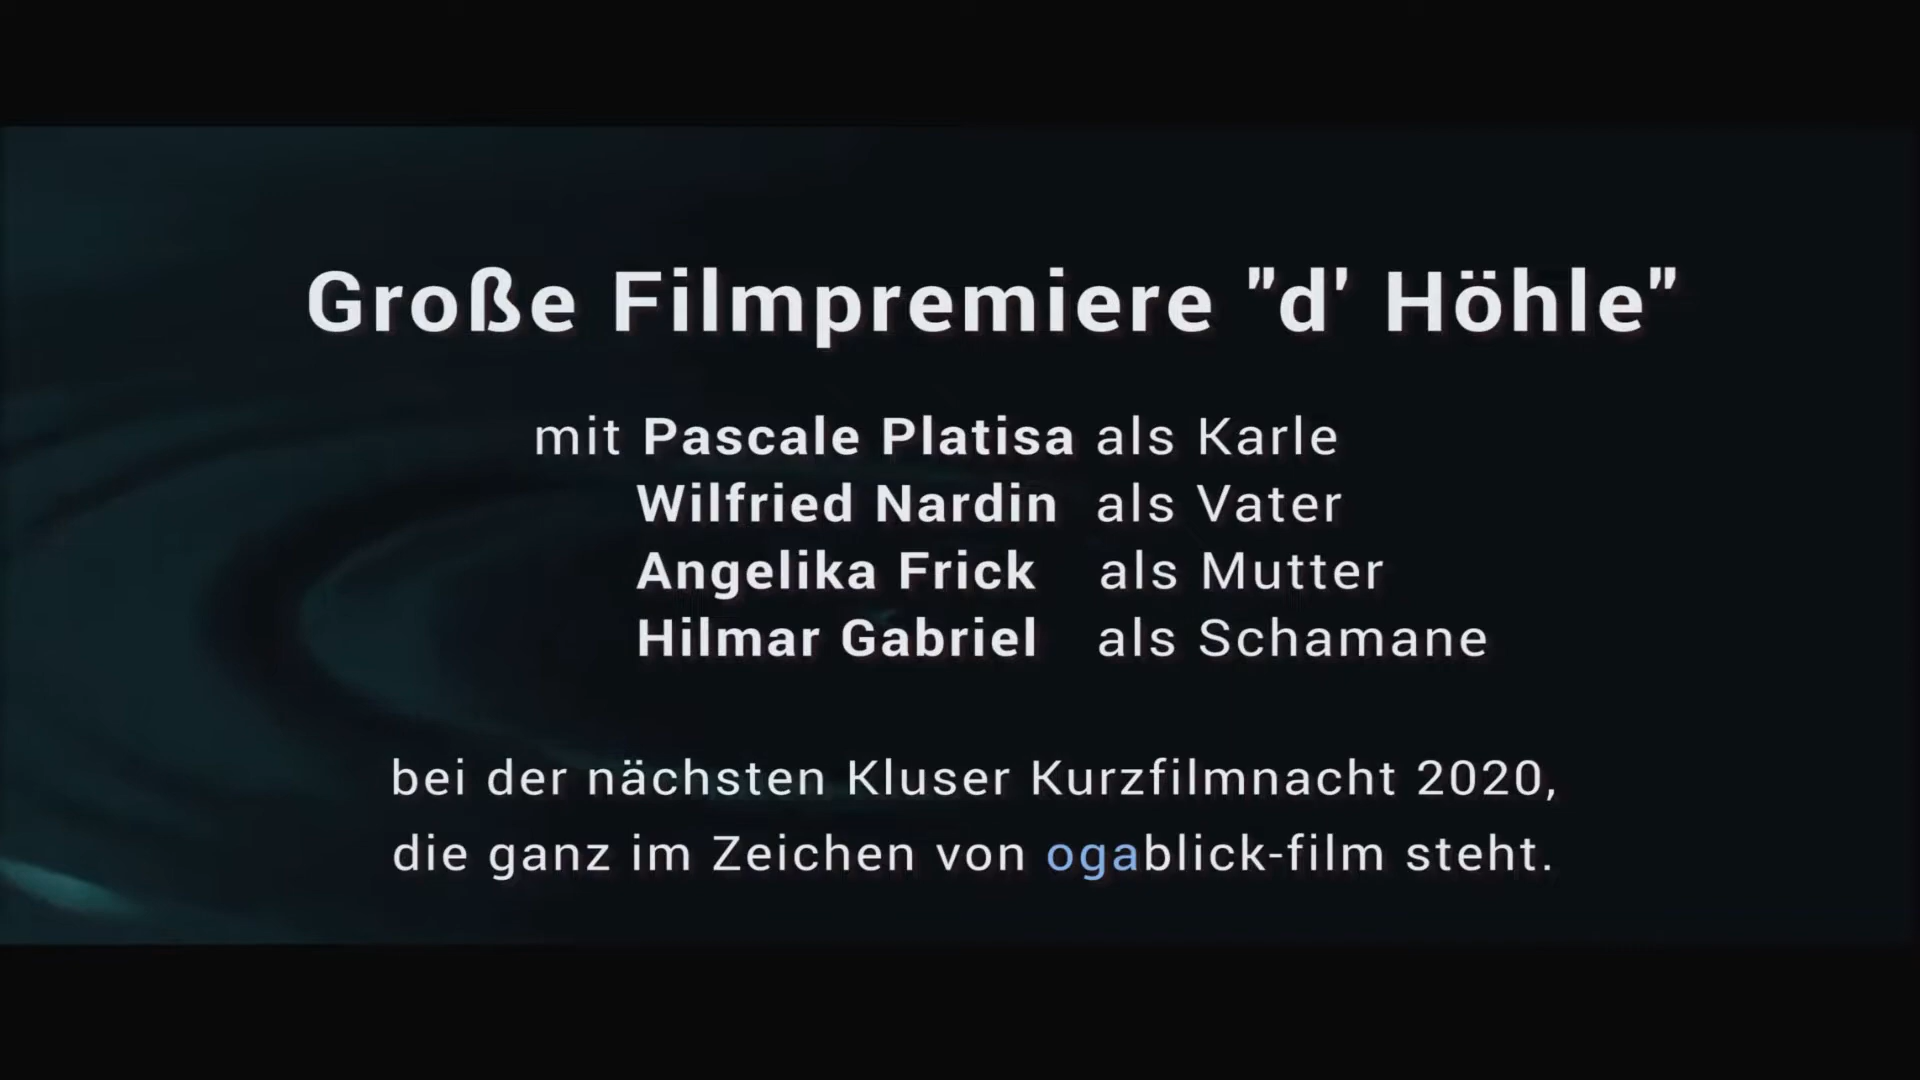 Große Filmpremiere "d' Höhle"
mit Pascale Platisa als Karle
Wilfried Nardin als Vater
Angelika Frick als Mutter
Hilmar Gabriel als Schamane
bei der nächsten Kluser Kurzfilmnacht 2020,
die ganz im Zeichen von ogablick-film steht.